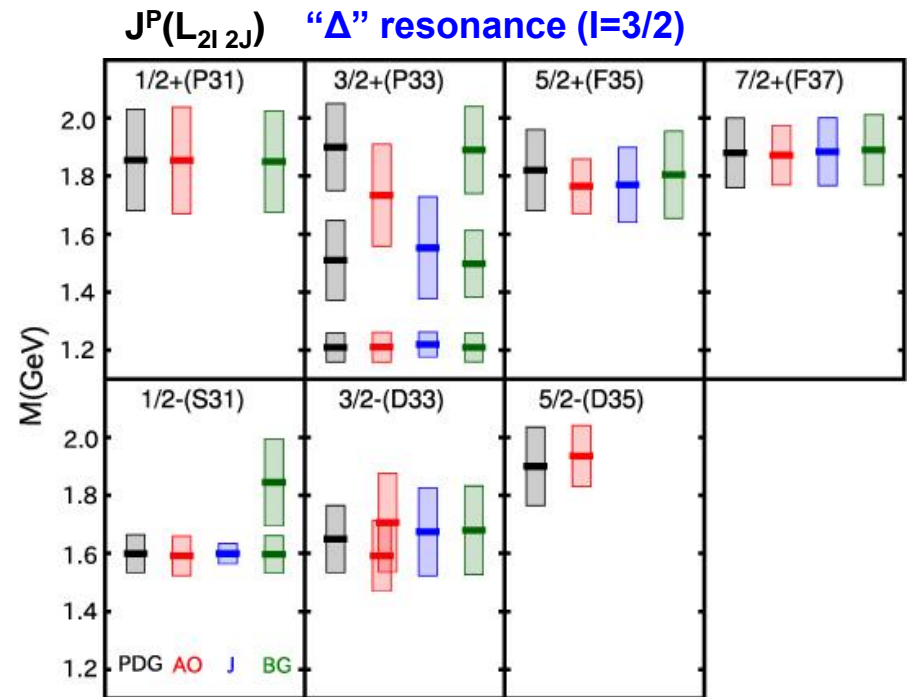 J^P(L_{2I 2J}) “Δ” resonance (I=3/2)
1/2+(P31) 3/2+(P33) 5/2+(F35) 7/2+(F37)
2.0
1.8
1.6
1.4
1.2
M(GeV)
1/2-(S31) 3/2-(D33) 5/2-(D35)
2.0
1.8
1.6
1.4
1.2
PDG AO J BG